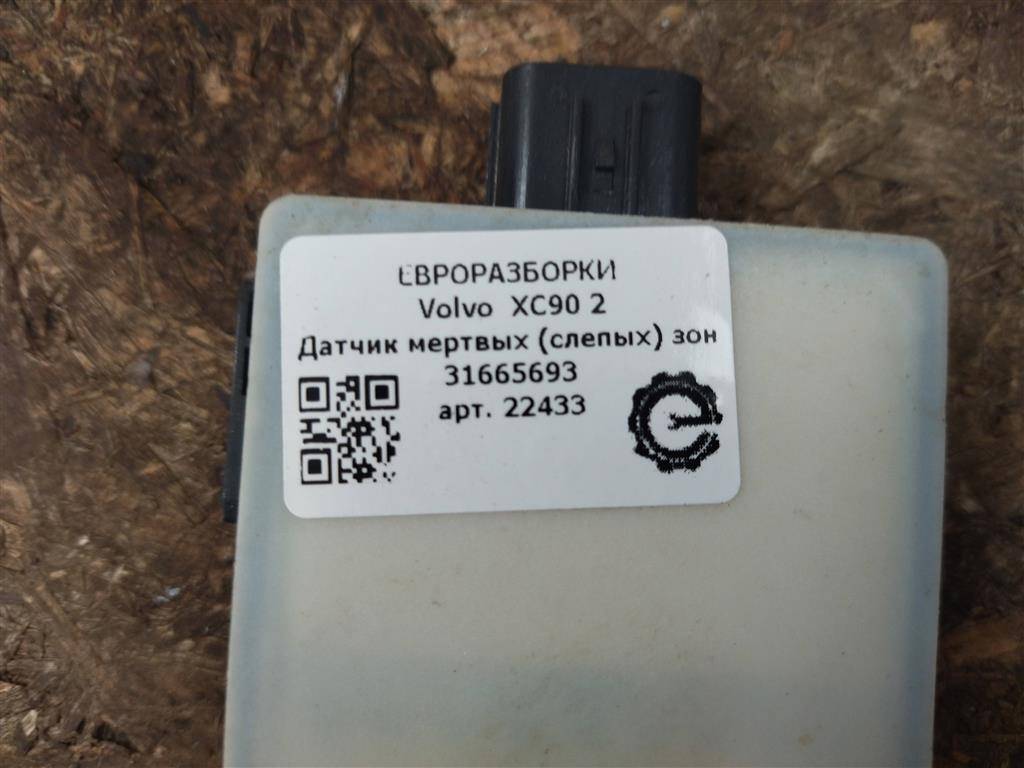 ЕВРОРАЗБОРКИ
Volvo XC90 2
Датчик мертвых (слепых) зон
31665693
арт. 22433